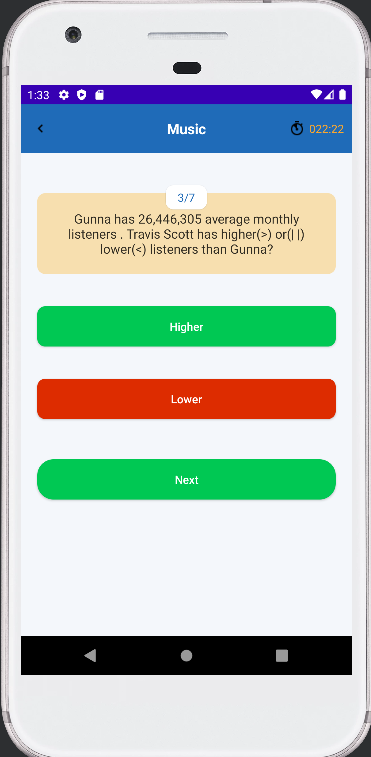 1:33
Music
022:22
3/7
Gunna has 26,446,305 average monthly
listeners . Travis Scott has higher(>) or(| |)
lower(<) listeners than Gunna?
Higher
Lower
Next